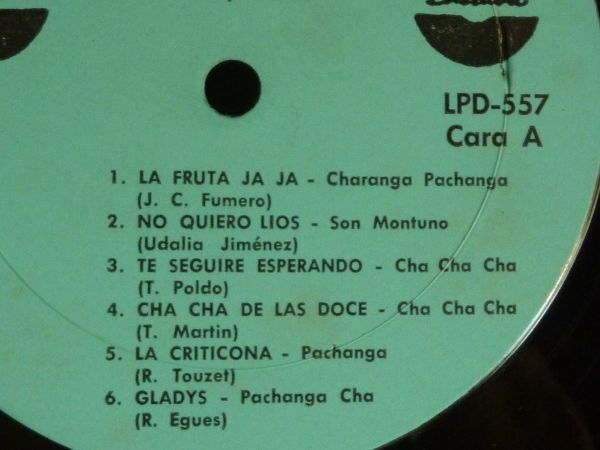 LPD-557
Cara A
1. LA FRUTA JA JA - Charanga Pachanga
(J. C. Fumero)
2. NO QUIERO LIOS - Son Montuno
(Udalia Jiménez)
3. TE SEGUIRE ESPERANDO - Cha Cha Cha
(T. Poldo)
4. CHA CHA DE LAS DOCE - Cha Cha Cha
(T. Martin)
5. LA CRITICONA - Pachanga
(R. Touzet)
6. GLADYS - Pachanga Cha
(R. Egues)